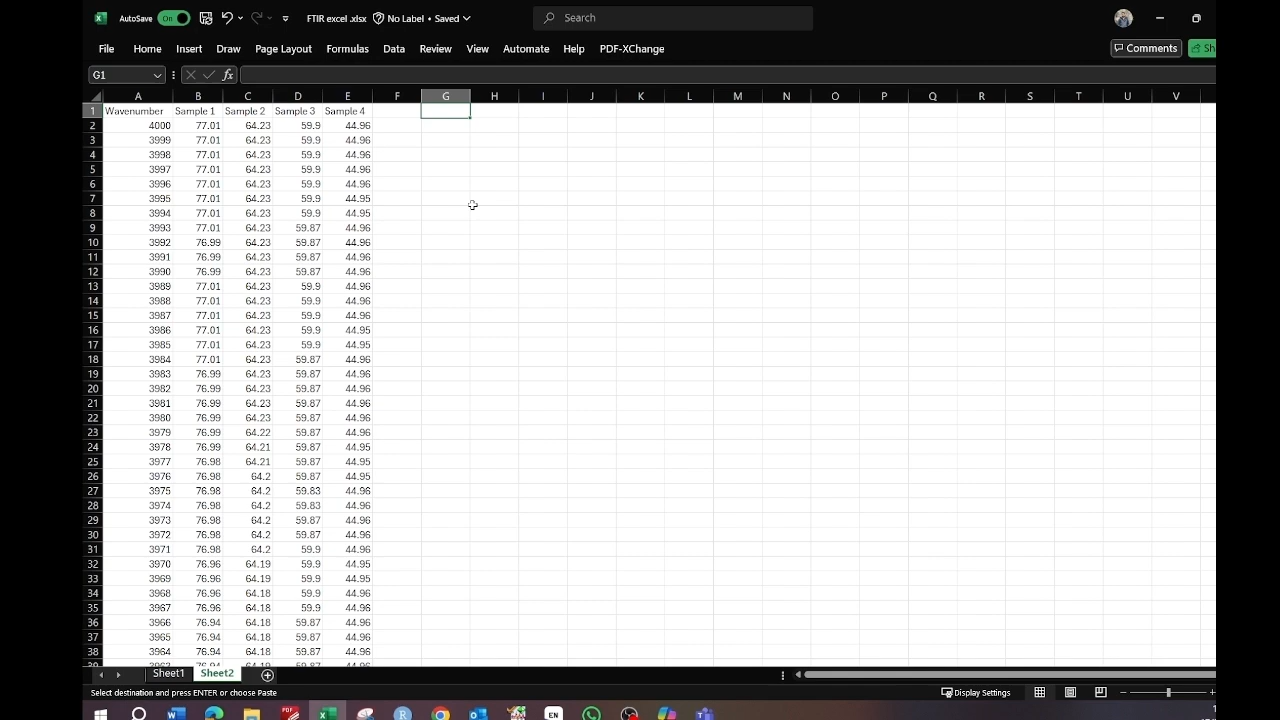 AutoSave On FTIR excel .xlsx No Label • Saved Search
File Home Insert Draw Page Layout Formulas Data Review View Automate Help PDF-XChange Comments Sh
G1 fx
A B C D E F G H I J K L M N O P Q R S T U V
1 Wavenumber Sample 1 Sample 2 Sample 3 Sample 4
2 4000 77.01 64.23 59.9 44.96
3 3999 77.01 64.23 59.9 44.96
4 3998 77.01 64.23 59.9 44.96
5 3997 77.01 64.23 59.9 44.96
6 3996 77.01 64.23 59.9 44.96
7 3995 77.01 64.23 59.9 44.95
8 3994 77.01 64.23 59.9 44.95
9 3993 77.01 64.23 59.87 44.96
10 3992 76.99 64.23 59.87 44.96
11 3991 76.99 64.23 59.87 44.96
12 3990 76.99 64.23 59.87 44.96
13 3989 77.01 64.23 59.9 44.96
14 3988 77.01 64.23 59.9 44.96
15 3987 77.01 64.23 59.9 44.96
16 3986 77.01 64.23 59.9 44.95
17 3985 77.01 64.23 59.9 44.95
18 3984 77.01 64.23 59.87 44.96
19 3983 76.99 64.23 59.87 44.96
20 3982 76.99 64.23 59.87 44.96
21 3981 76.99 64.23 59.87 44.96
22 3980 76.99 64.23 59.87 44.96
23 3979 76.99 64.22 59.87 44.96
24 3978 76.99 64.21 59.87 44.95
25 3977 76.98 64.21 59.87 44.95
26 3976 76.98 64.2 59.87 44.95
27 3975 76.98 64.2 59.83 44.96
28 3974 76.98 64.2 59.83 44.96
29 3973 76.98 64.2 59.87 44.96
30 3972 76.98 64.2 59.87 44.96
31 3971 76.98 64.2 59.9 44.96
32 3970 76.96 64.19 59.9 44.95
33 3969 76.96 64.19 59.9 44.95
34 3968 76.96 64.18 59.9 44.96
35 3967 76.96 64.18 59.9 44.96
36 3966 76.94 64.18 59.87 44.96
37 3965 76.94 64.18 59.87 44.96
38 3964 76.94 64.18 59.87 44.96
39 3963 76.94 64.19 59.87 44.96
Sheet1 Sheet2
Select destination and press ENTER or choose Paste Display Settings
EN